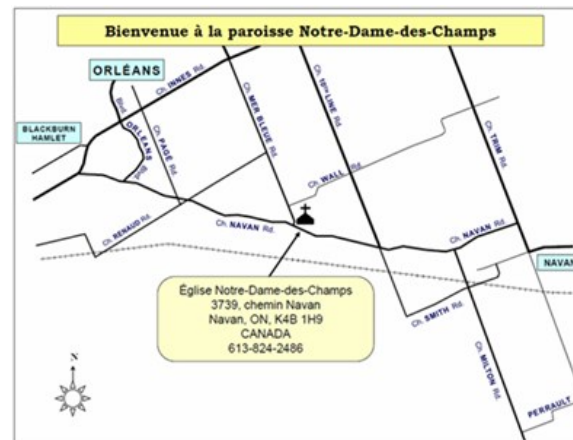 Bienvenue à la paroisse Notre-Dame-des-Champs
ORLÉANS
Ch. INNES Rd.
BLACKBURN
HAMLET
Blvd. ORLÉANS Blvd
Ch. PAGÉ Rd.
Ch. MER BLEUE Rd.
Ch. 10TH LINE Rd.
Ch. WALL Rd.
Ch. TRIM Rd.
Ch. RENAUD Rd.
Ch. NAVAN Rd.
Ch. NAVAN Rd.
NAVAN
Église Notre-Dame-des-Champs
3739, chemin Navan
Navan, ON, K4B 1H9
CANADA
613-824-2486
Ch. SMITH Rd.
Ch. MILTON Rd.
PERRAULT
N